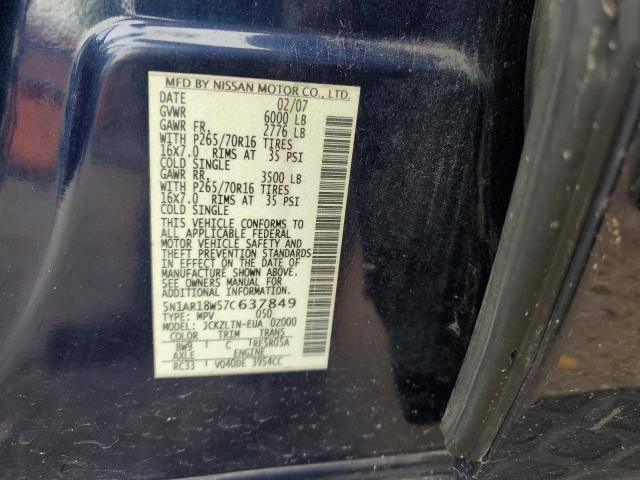 MFD BY NISSAN MOTOR CO., LTD.
DATE 02/07
GVWR 6000 LB
GAWR FR. 2776 LB
WITH P265/70R16 TIRES
16X7.0 RIMS AT 35 PSI
COLD SINGLE
GAWR RR. 3500 LB
WITH P265/70R16 TIRES
16X7.0 RIMS AT 35 PSI
COLD SINGLE
THIS VEHICLE CONFORMS TO
ALL APPLICABLE FEDERAL
MOTOR VEHICLE SAFETY AND
THEFT PREVENTION STANDARDS
IN EFFECT ON THE DATE OF
MANUFACTURE SHOWN ABOVE.
SEE OWNERS MANUAL FOR
ADDITIONAL INFORMATION.
5N1AR18W57C637849
TYPE: MPV 050
MODEL: JCKZLTN-EUA 0Z000
COLOR TRIM TRANS
BW9 C RE5R05A
AXLE ENGINE
RC33 VQ40DE 3954CC